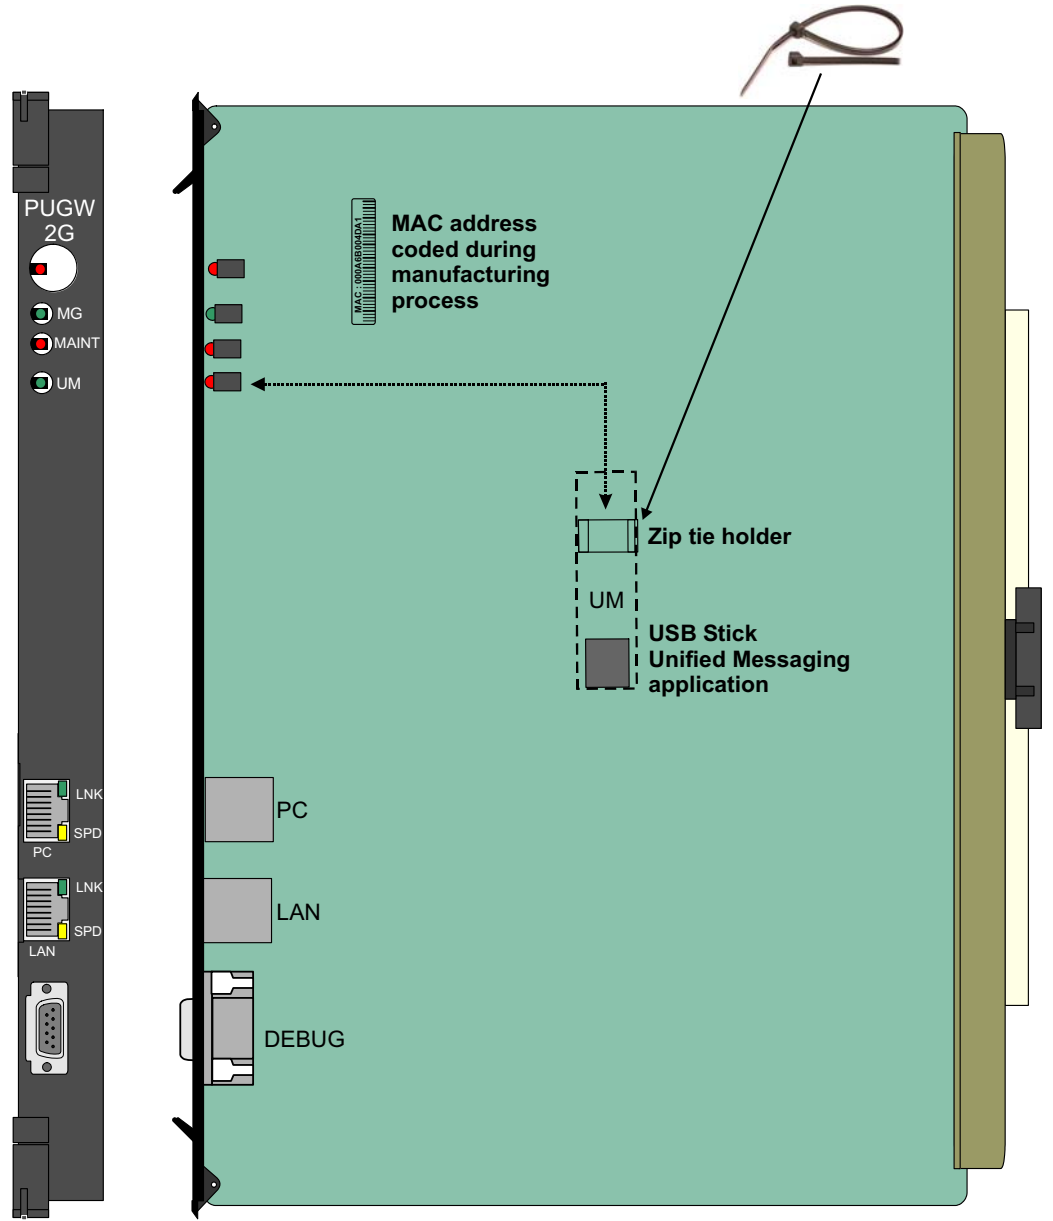 PUGW
2G
MG
MAINT
UM
LNK
SPD
PC
LNK
SPD
LAN
MAC : 000A6B004DA1
MAC address
coded during
manufacturing
process
Zip tie holder
UM
USB Stick
Unified Messaging
application
PC
LAN
DEBUG